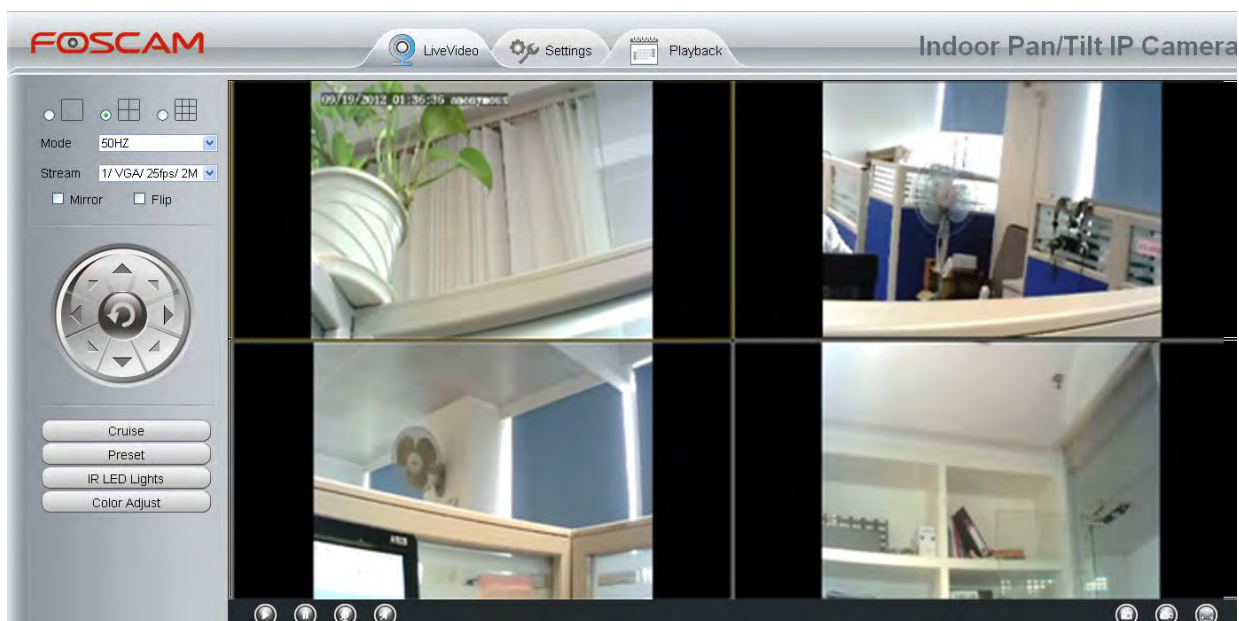 FOSCAM
LiveVideo
Settings
Playback
Indoor Pan/Tilt IP Camera
Mode 50HZ
Stream 1/ VGA/ 25fps/ 2M
Mirror Flip
Cruise
Preset
IR LED Lights
Color Adjust
09/19/2012 01:36:36 anonymous